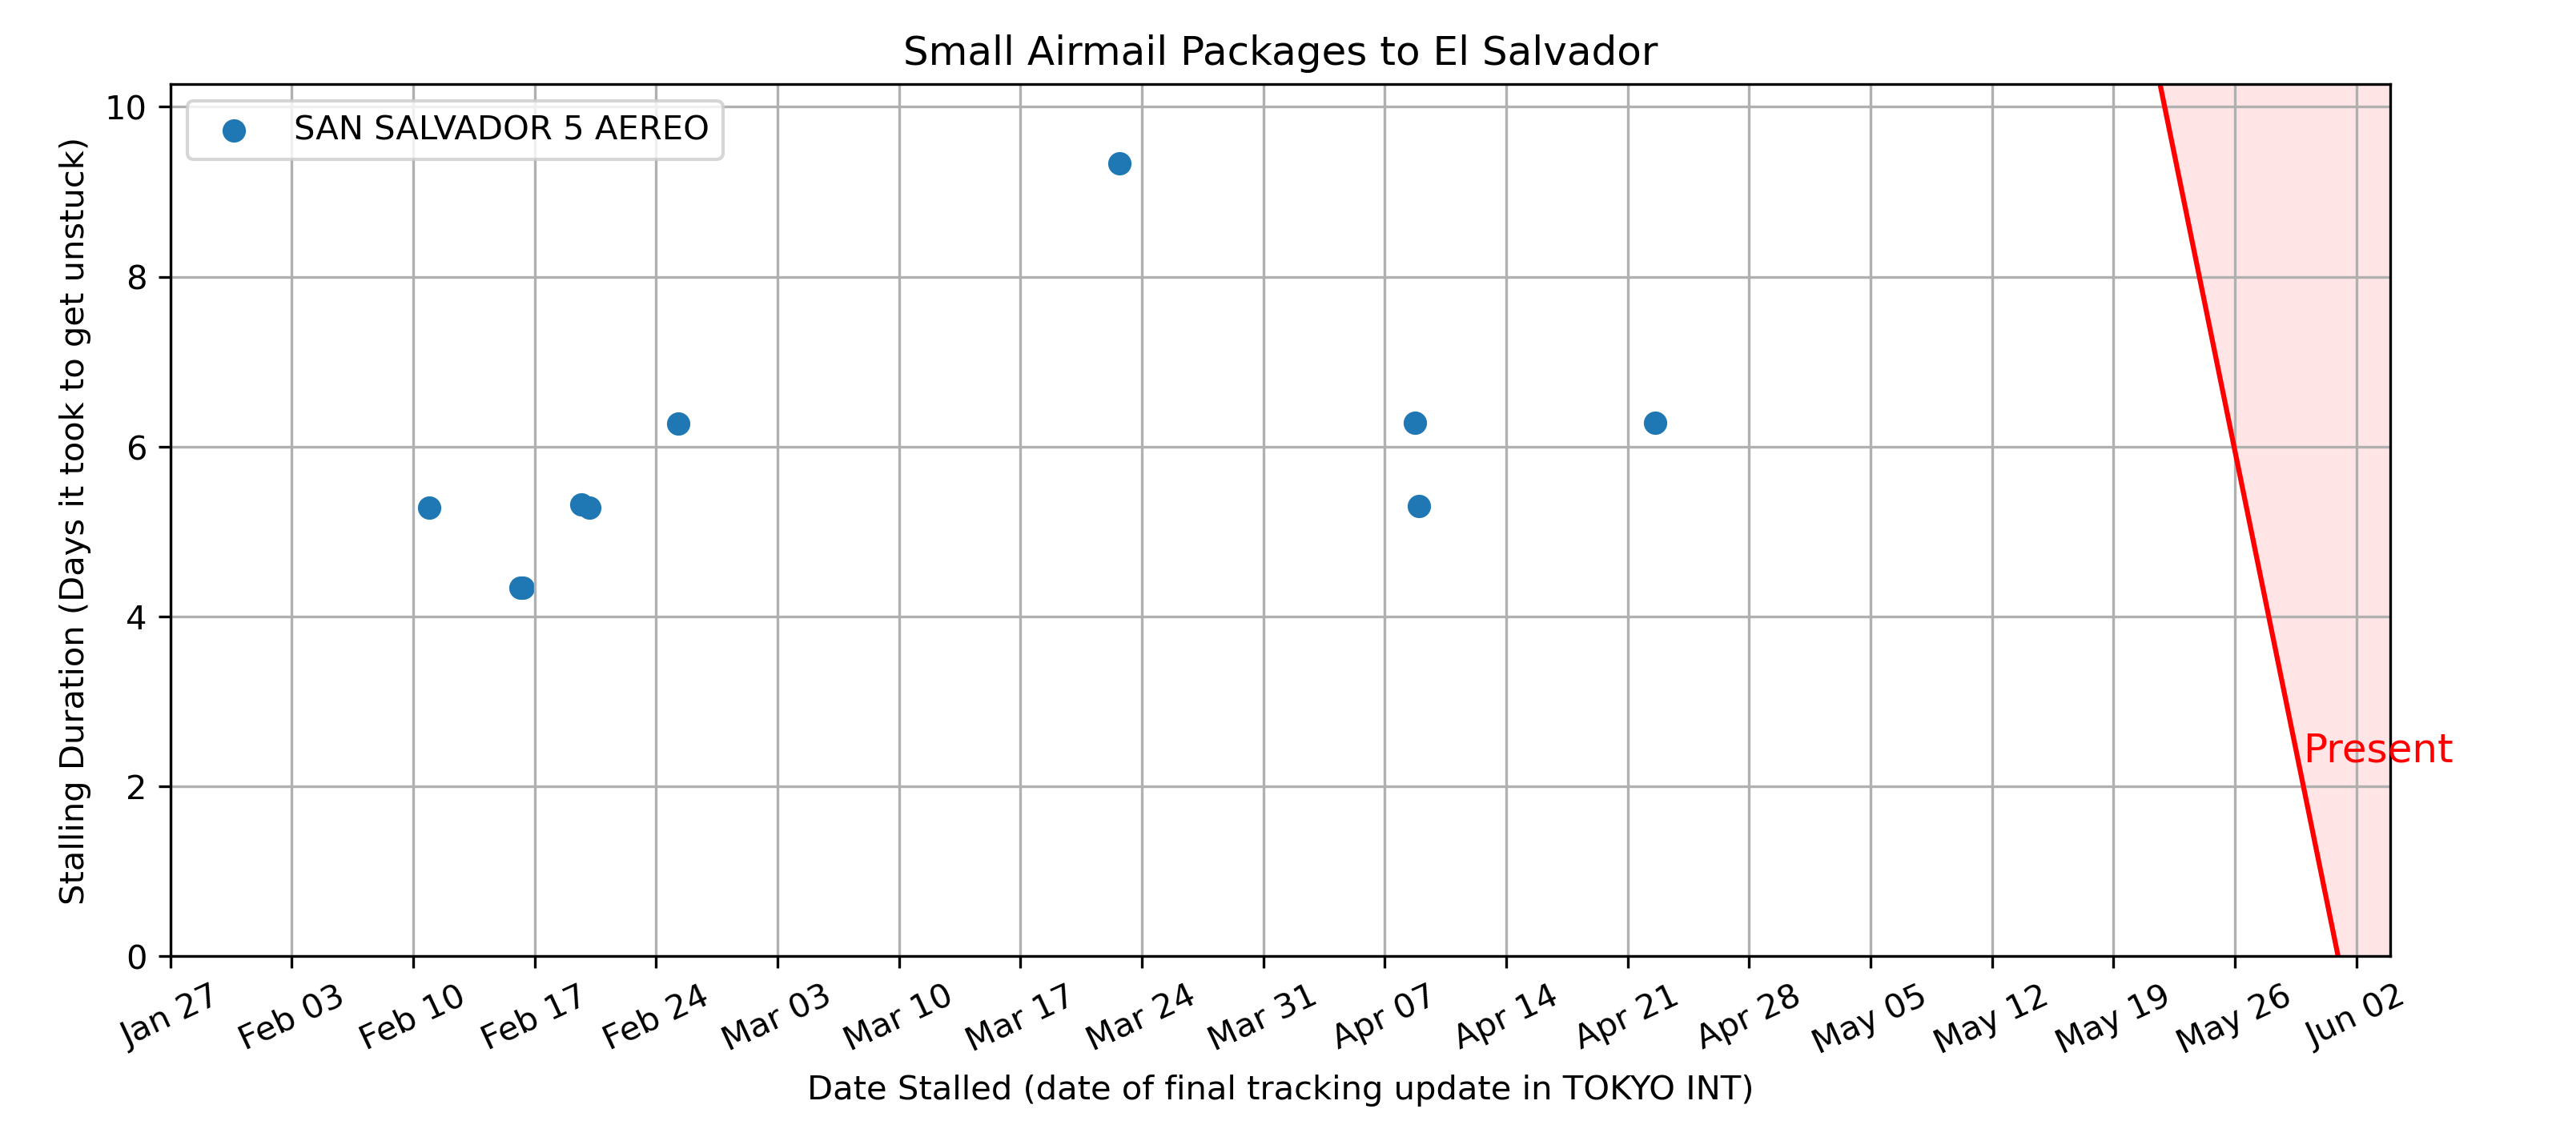 Small Airmail Packages to El Salvador
SAN SALVADOR 5 AEREO
Stalling Duration (Days it took to get unstuck)
10
8
6
4
2
0
Present
Jan 27
Feb 03
Feb 10
Feb 17
Feb 24
Mar 03
Mar 10
Mar 17
Mar 24
Mar 31
Apr 07
Apr 14
Apr 21
Apr 28
May 05
May 12
May 19
May 26
Jun 02
Date Stalled (date of final tracking update in TOKYO INT)